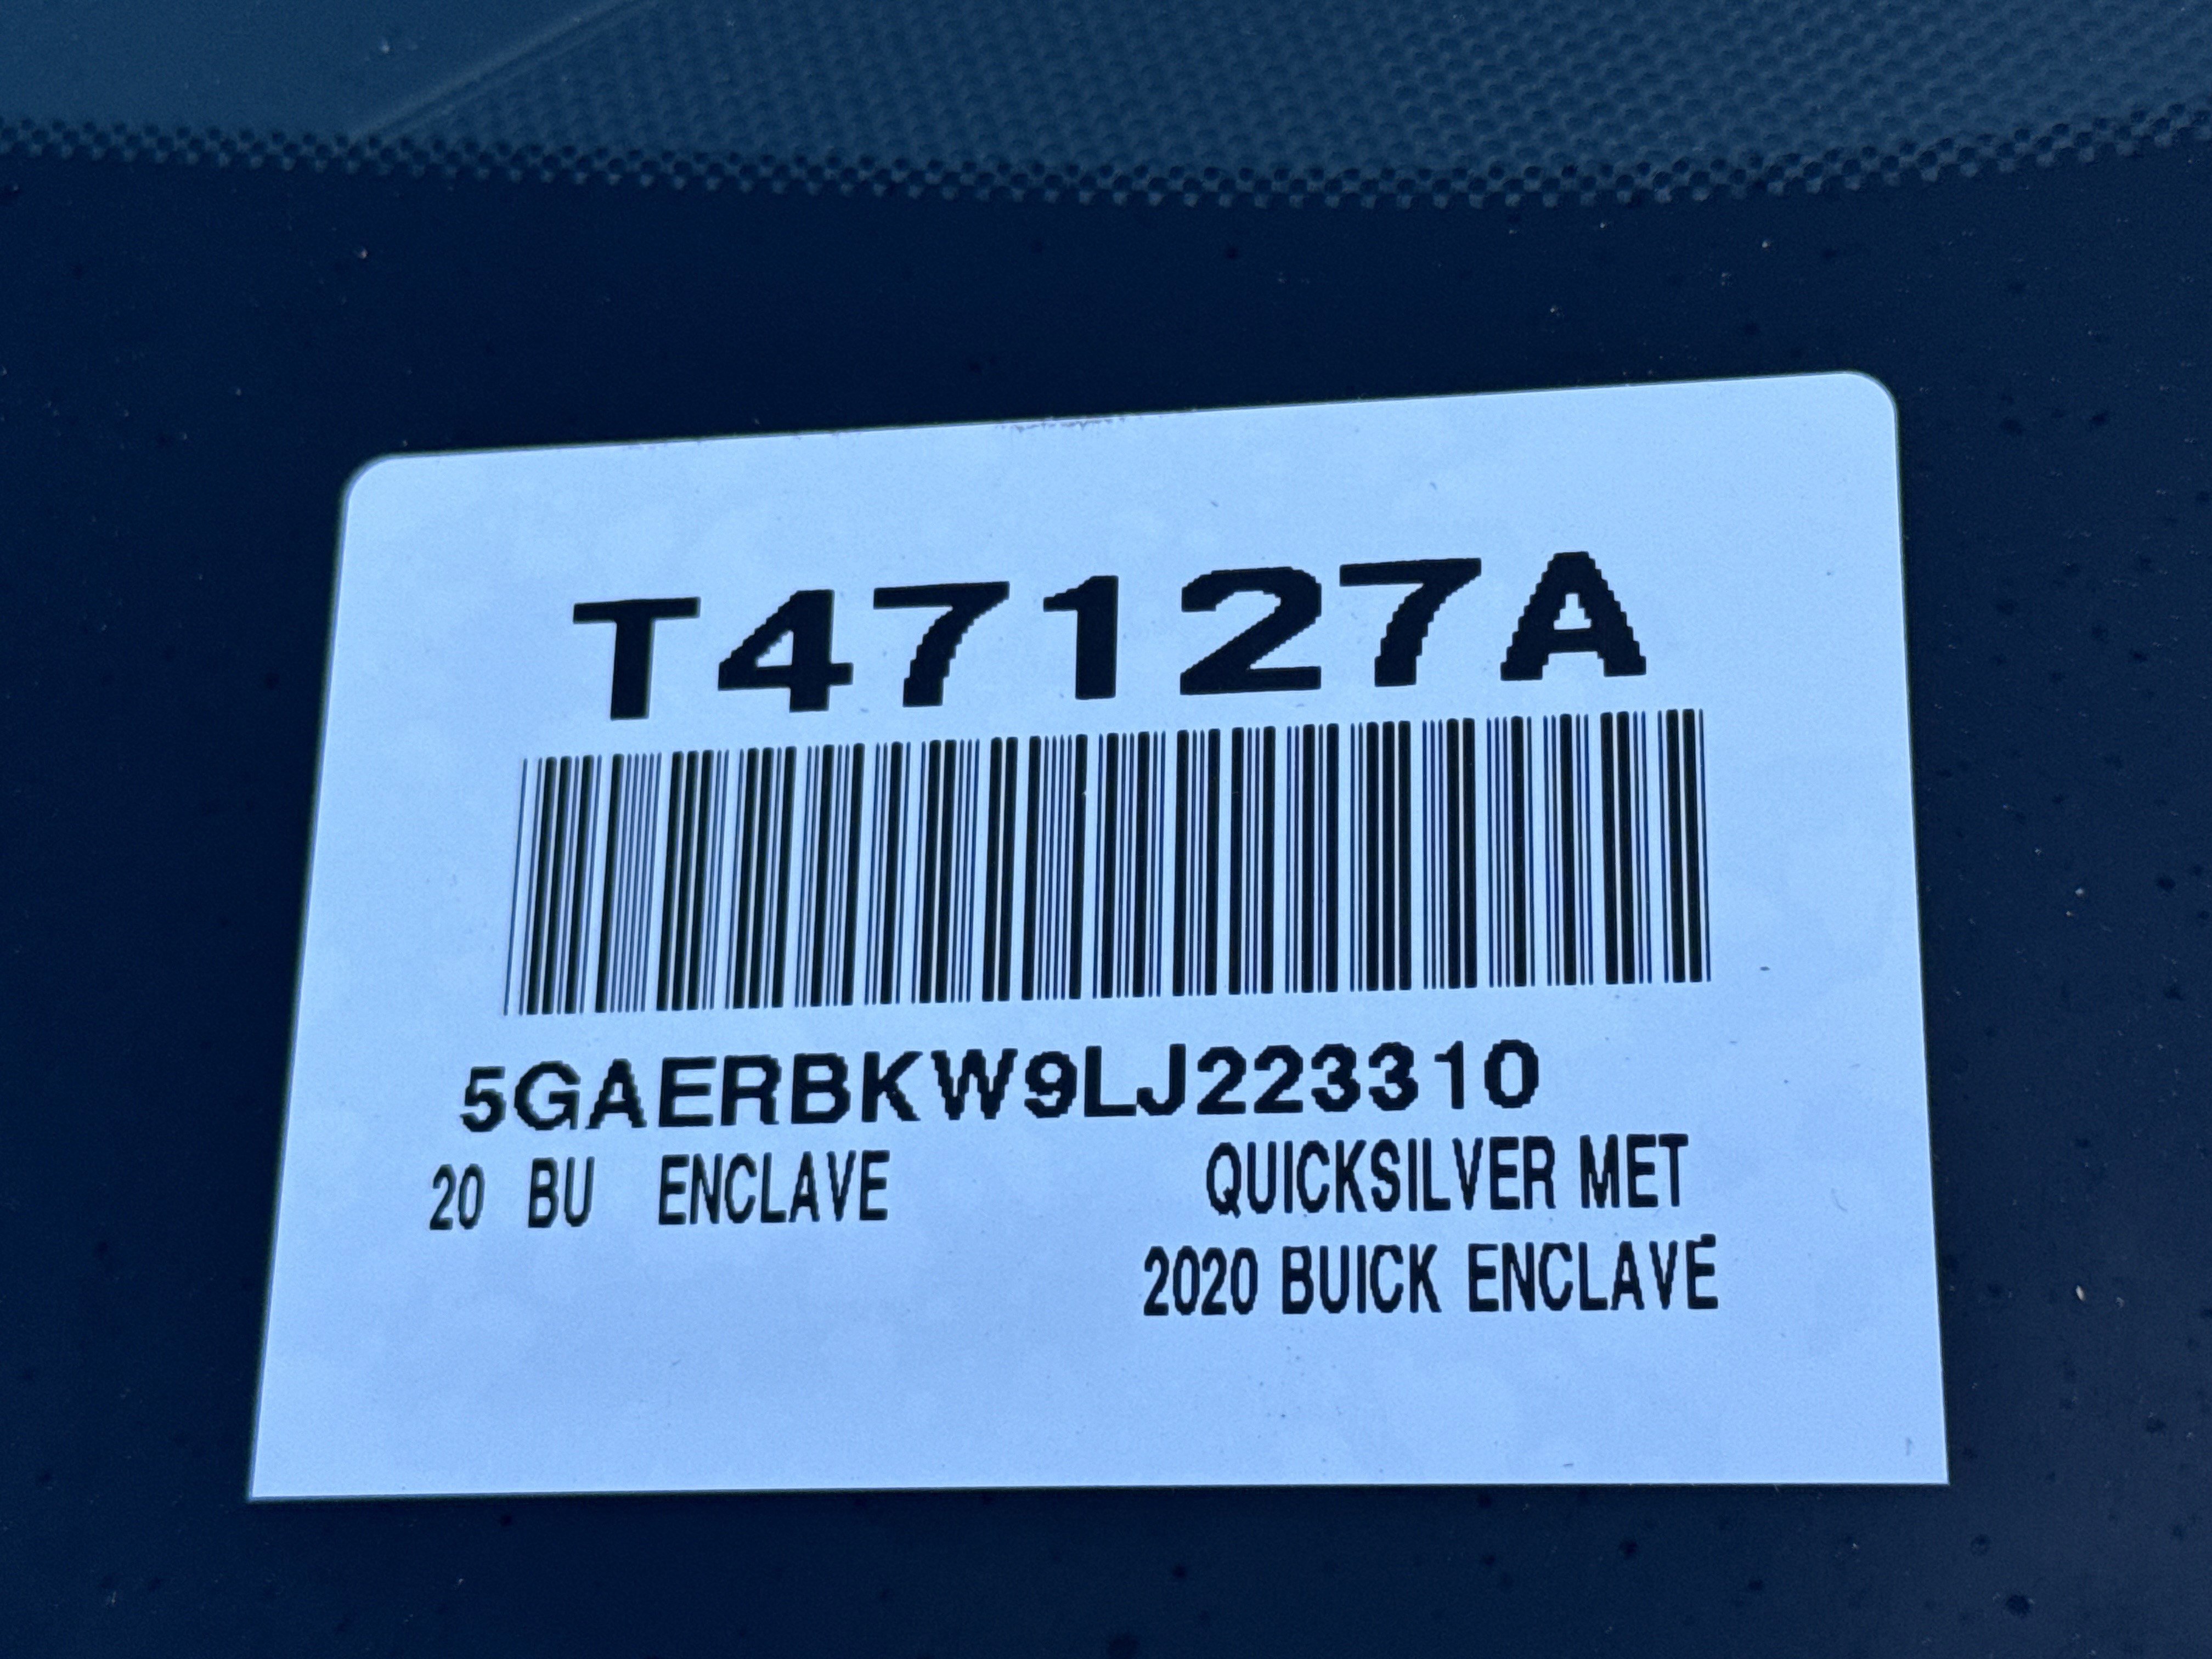 T47127A
5GAERBKW9LJ223310
20 BU ENCLAVE QUICKSILVER MET
2020 BUICK ENCLAVE